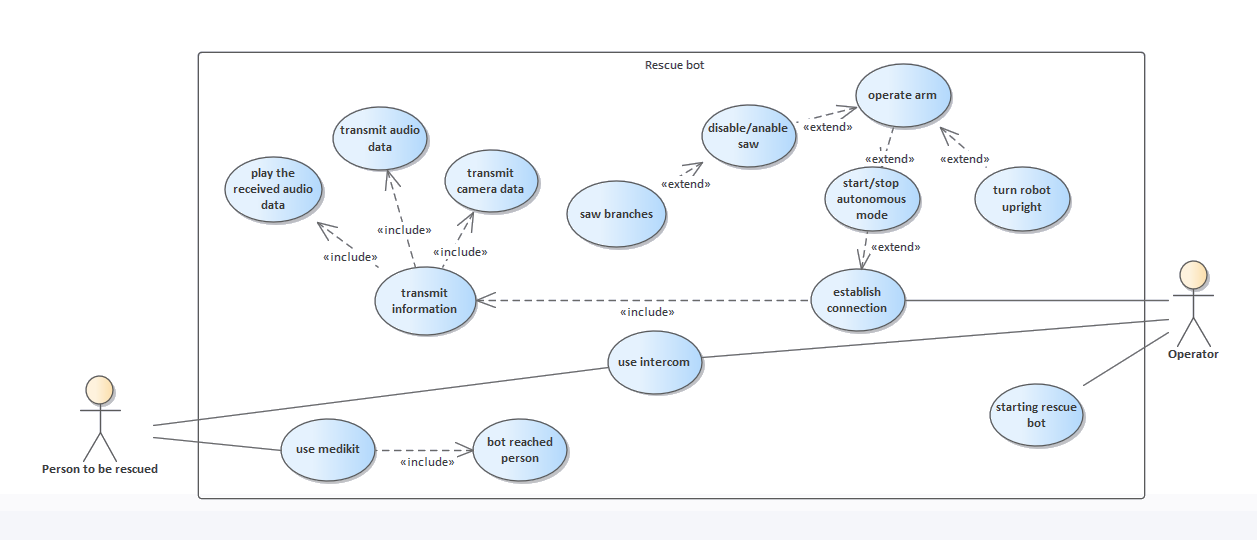 Rescue bot
operate arm
transmit audio
data
disable/anable
saw
«extend»
play the
received audio
data
transmit
camera data
«extend»
«extend»
«extend»
saw branches
start/stop
autonomous
mode
turn robot
upright
«include»
«include»
«include»
«extend»
transmit
information
establish
connection
«include»
Operator
use intercom
starting rescue
bot
use medikit
bot reached
person
«include»
Person to be rescued